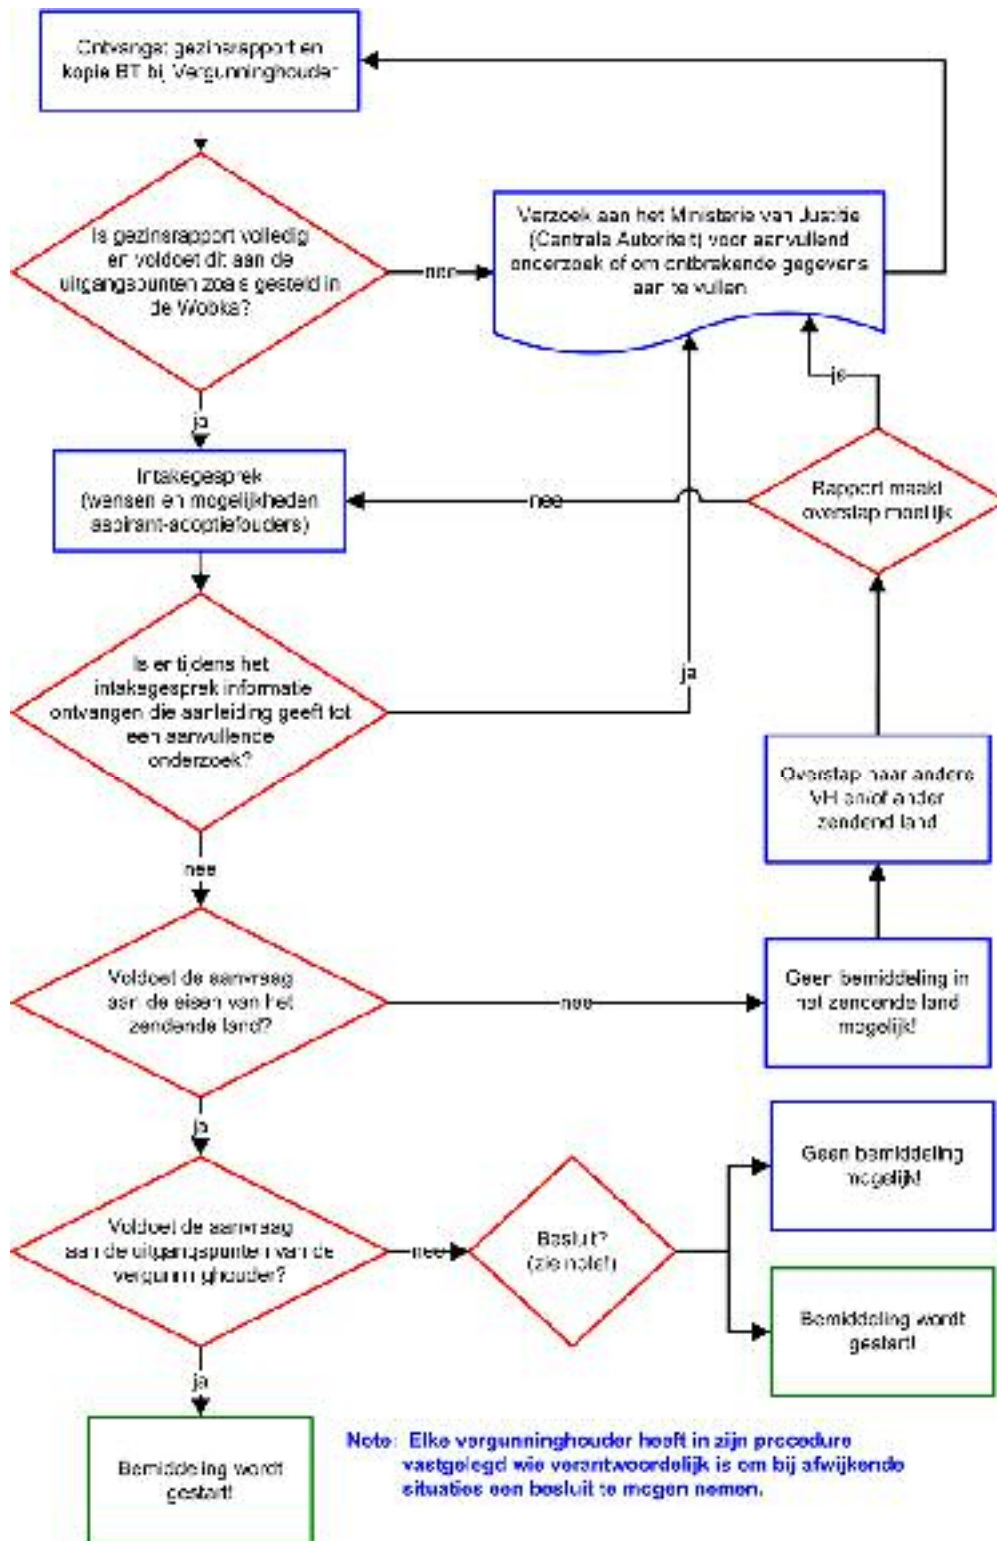 Ontvangst gezinsrapport en
kopie BT bij Vergunninghouder
Is gezinsrapport volledig
en voldoet dit aan de
uitgangspunten zoals gesteld in
de Wobka?
nee
Verzoek aan het Ministerie van Justitie
(Centrale Autoriteit) voor aanvullend
onderzoek of om ontbrekende gegevens
aan te vullen
ja
ja
Intakegesprek
(wensen en mogelijkheden
aspirant-adoptiefouders)
nee
Rapport maakt
overstap moeilijk
Is er tijdens het
intakegesprek informatie
ontvangen die aanleiding geeft tot
een aanvullende
onderzoek?
ja
Overstap naar andere
VH en/of ander
zendend land
nee
Voldoet de aanvraag
aan de eisen van het
zendende land?
nee
Geen bemiddeling in
het zendende land
mogelijk!
ja
Voldoet de aanvraag
aan de uitgangspunten van de
vergunninghouder?
nee
Besluit?
(zie note!)
Geen bemiddeling
mogelijk!
Bemiddeling wordt
gestart!
ja
Bemiddeling wordt
gestart!
Note: Elke vergunninghouder heeft in zijn procedure
vastgelegd wie verantwoordelijk is om bij afwijkende
situaties een besluit te mogen nemen.